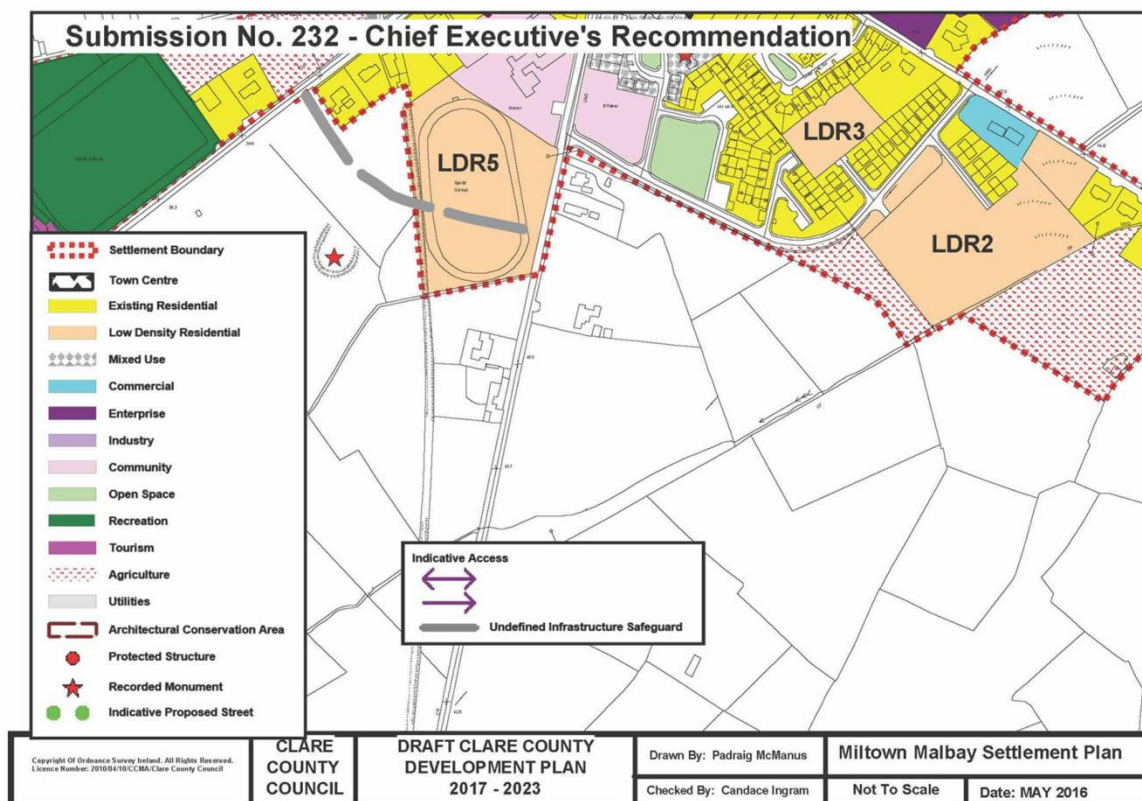 Submission No. 232 - Chief Executive's Recommendation
LDR5
LDR3
LDR2
Settlement Boundary
Town Centre
Existing Residential
Low Density Residential
Mixed Use
Commercial
Enterprise
Industry
Community
Open Space
Recreation
Tourism
Agriculture
Utilities
Architectural Conservation Area
Protected Structure
Recorded Monument
Indicative Proposed Street
Indicative Access
Undefined Infrastructure Safeguard
Copyright Of Ordnance Survey Ireland. All Rights Reserved.
Licence Number: 2010/04/10/CCMA/Clare County Council
CLARE
COUNTY
COUNCIL
DRAFT CLARE COUNTY
DEVELOPMENT PLAN
2017 - 2023
Drawn By: Padraig McManus
Checked By: Candace Ingram
Miltown Malbay Settlement Plan
Not To Scale
Date: MAY 2016